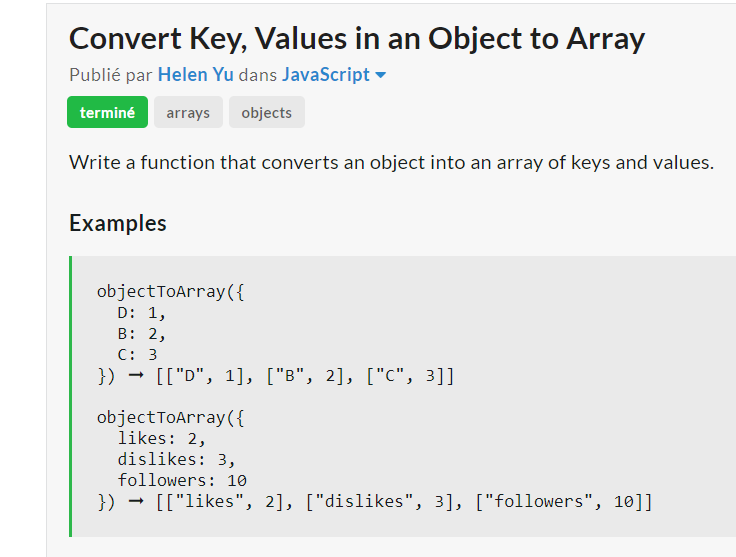 Convert Key, Values in an Object to Array
Publié par Helen Yu dans JavaScript
terminé arrays objects
Write a function that converts an object into an array of keys and values.
Examples
objectToArray({
  D: 1,
  B: 2,
  C: 3
}) ➞ [["D", 1], ["B", 2], ["C", 3]]
objectToArray({
  likes: 2,
  dislikes: 3,
  followers: 10
}) ➞ [["likes", 2], ["dislikes", 3], ["followers", 10]]